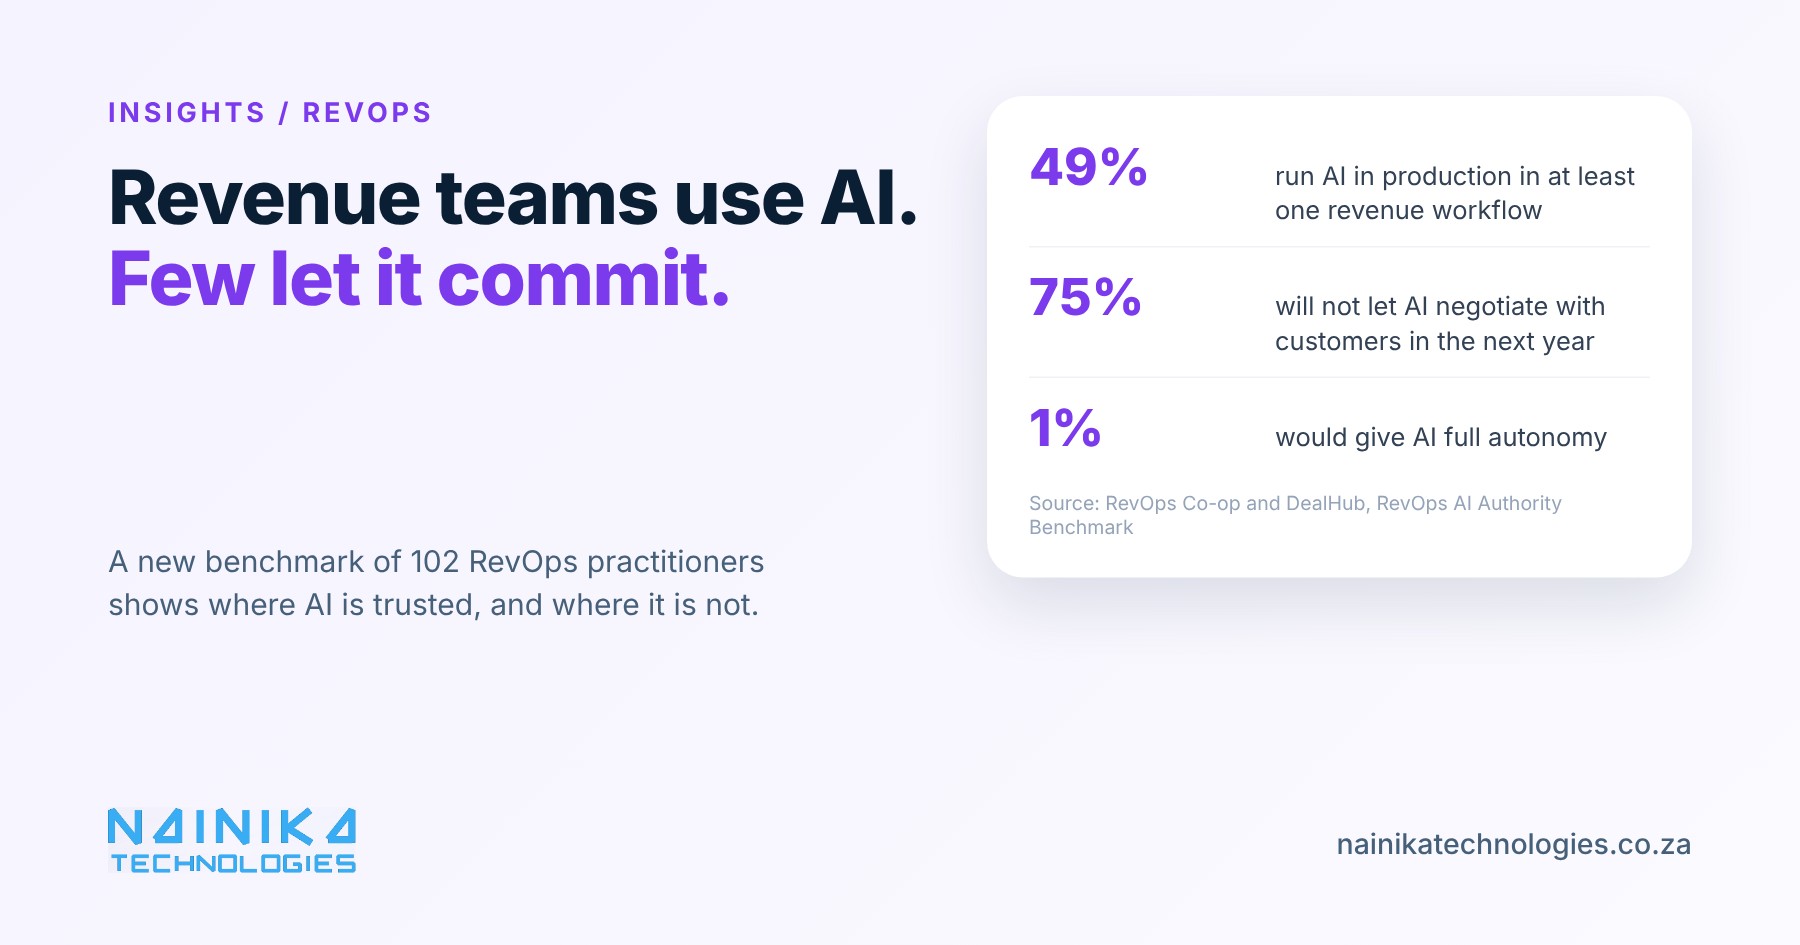 INSIGHTS / REVOPS
Revenue teams use AI.
Few let it commit.
A new benchmark of 102 RevOps practitioners
shows where AI is trusted, and where it is not.
49%
run AI in production in at least
one revenue workflow
75%
will not let AI negotiate with
customers in the next year
1%
would give AI full autonomy
Source: RevOps Co-op and DealHub, RevOps AI Authority
Benchmark
NAINIKA
TECHNOLOGIES
nainikatechnologies.co.za